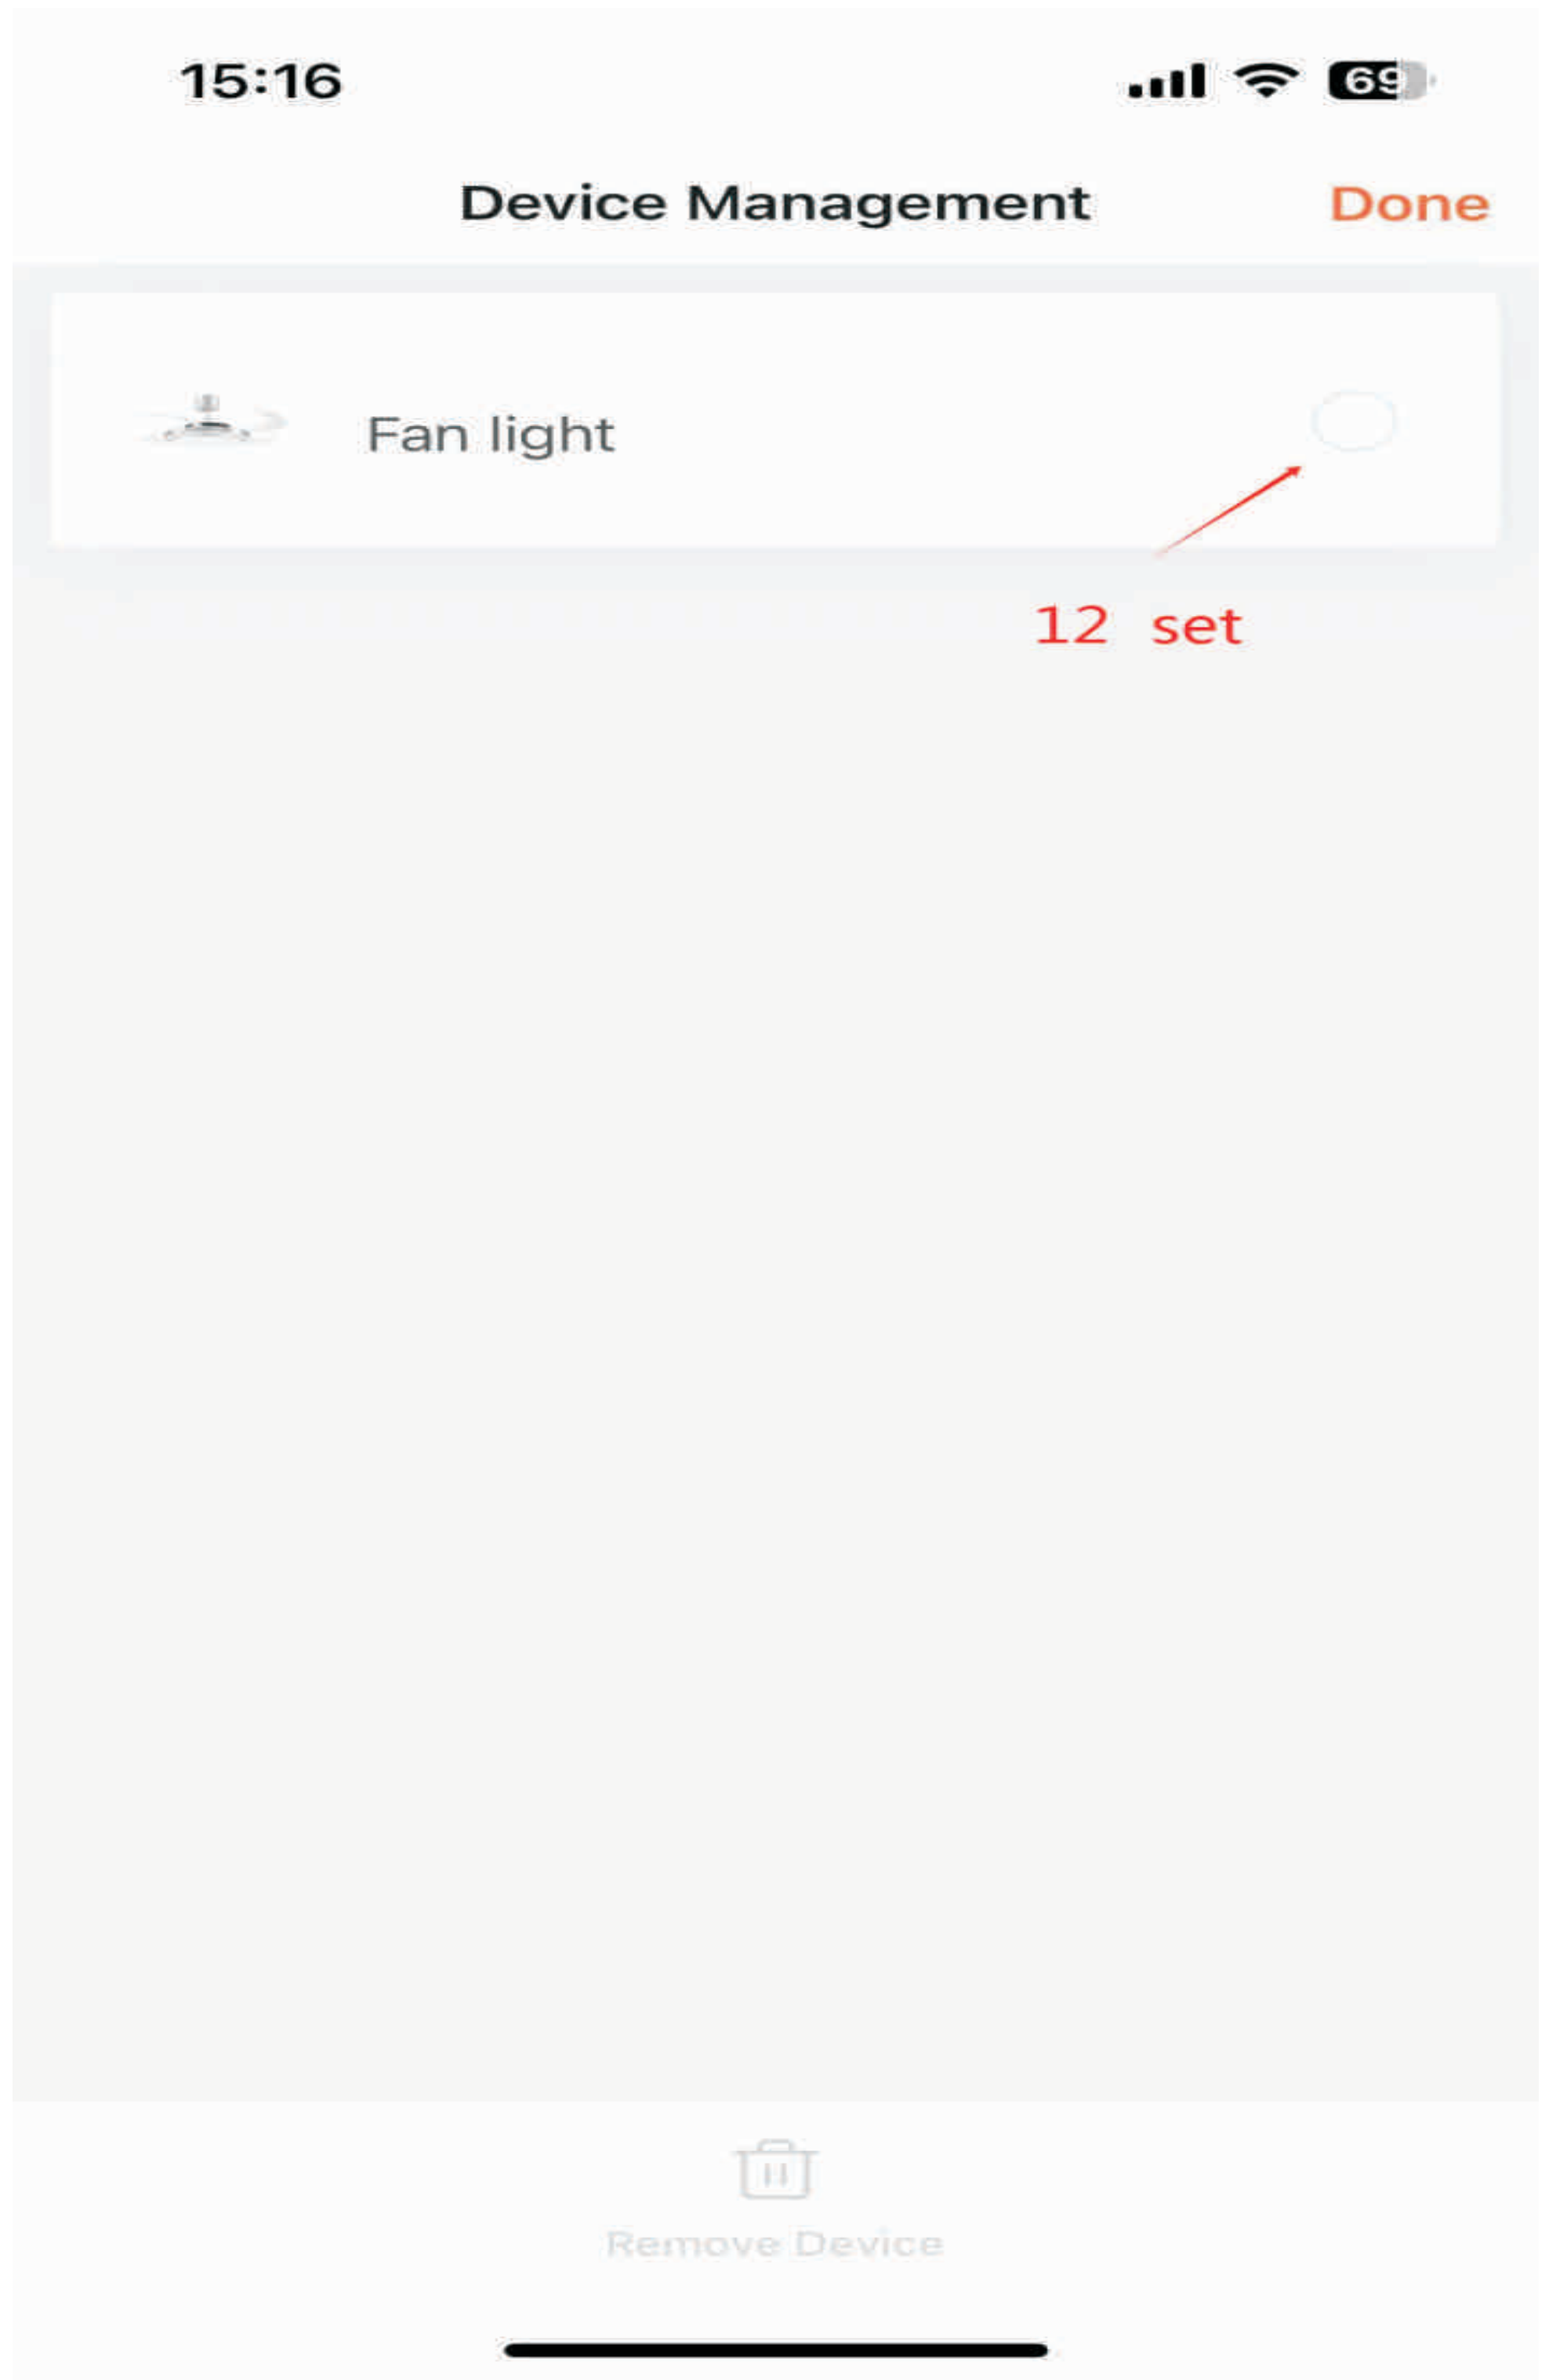 15:16
69
Device Management
Done
Fan light
12 set
Remove Device